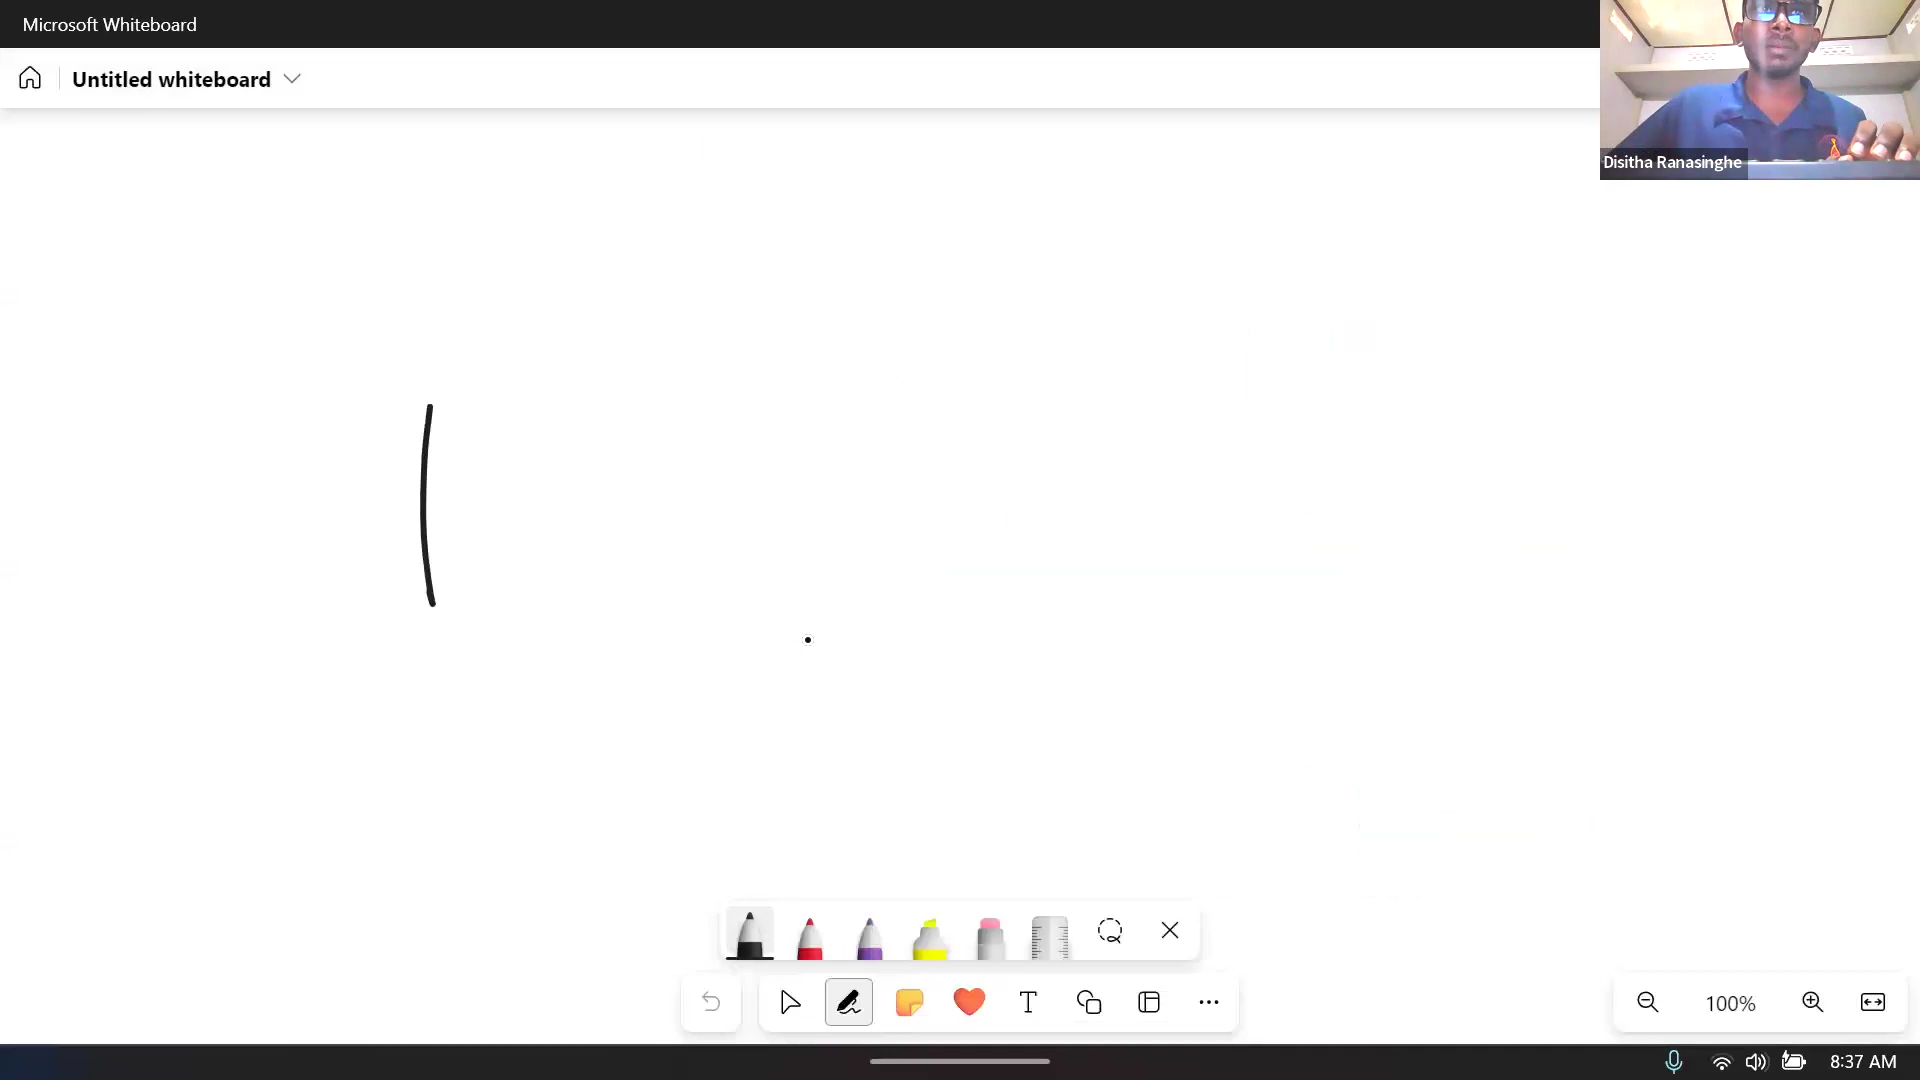 Microsoft Whiteboard
Untitled whiteboard
Disitha Ranasinghe
T
100%
8:37 AM